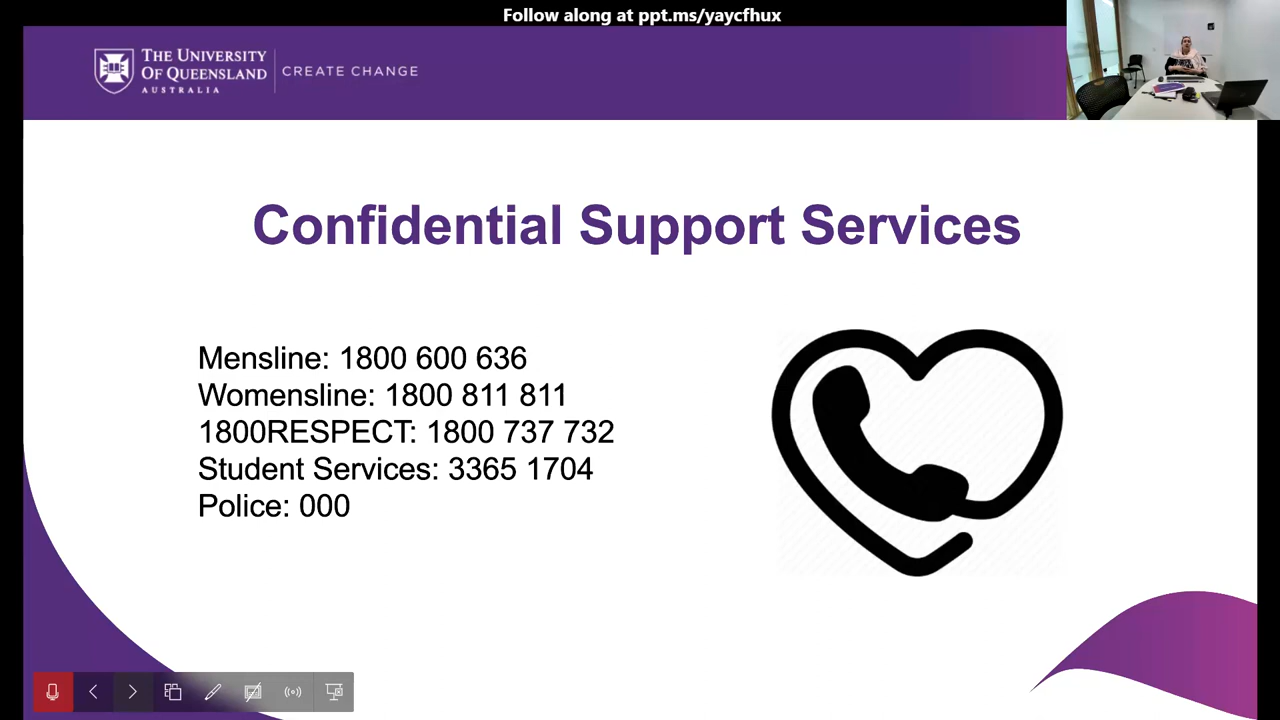 Follow along at ppt.ms/yaycfhux
THE UNIVERSITY
OF QUEENSLAND
AUSTRALIA
CREATE CHANGE
Confidential Support Services
Mensline: 1800 600 636
Womensline: 1800 811 811
1800RESPECT: 1800 737 732
Student Services: 3365 1704
Police: 000